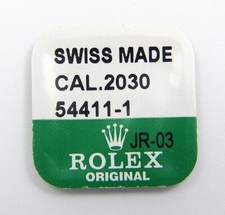 SWISS MADE
CAL.2030
54411-1
JR-03
ROLEX
ORIGINAL